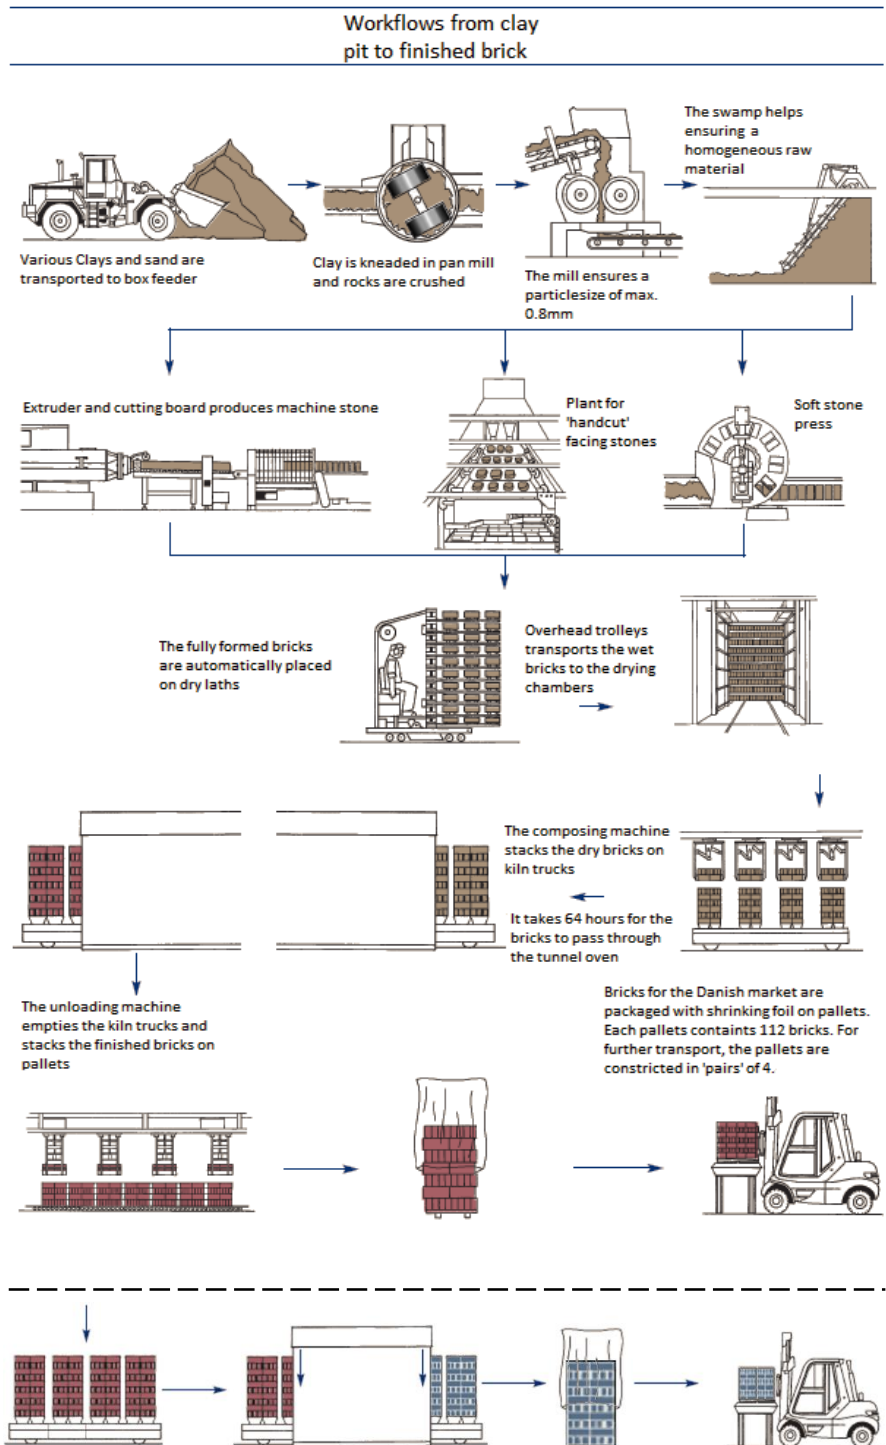 Workflows from clay
pit to finished brick
The swamp helps
ensuring a
homogeneous raw
material
Various Clays and sand are
transported to box feeder
Clay is kneaded in pan mill
and rocks are crushed
The mill ensures a
particlesize of max.
0.8mm
Extruder and cutting board produces machine stone
Plant for
'handcut'
facing stones
Soft stone
press
The fully formed bricks
are automatically placed
on dry laths
Overhead trolleys
transports the wet
bricks to the drying
chambers
The composing machine
stacks the dry bricks on
kiln trucks
It takes 64 hours for the
bricks to pass through
the tunnel oven
The unloading machine
empties the kiln trucks and
stacks the finished bricks on
pallets
Bricks for the Danish market are
packaged with shrinking foil on pallets.
Each pallets containts 112 bricks. For
further transport, the pallets are
constricted in 'pairs' of 4.